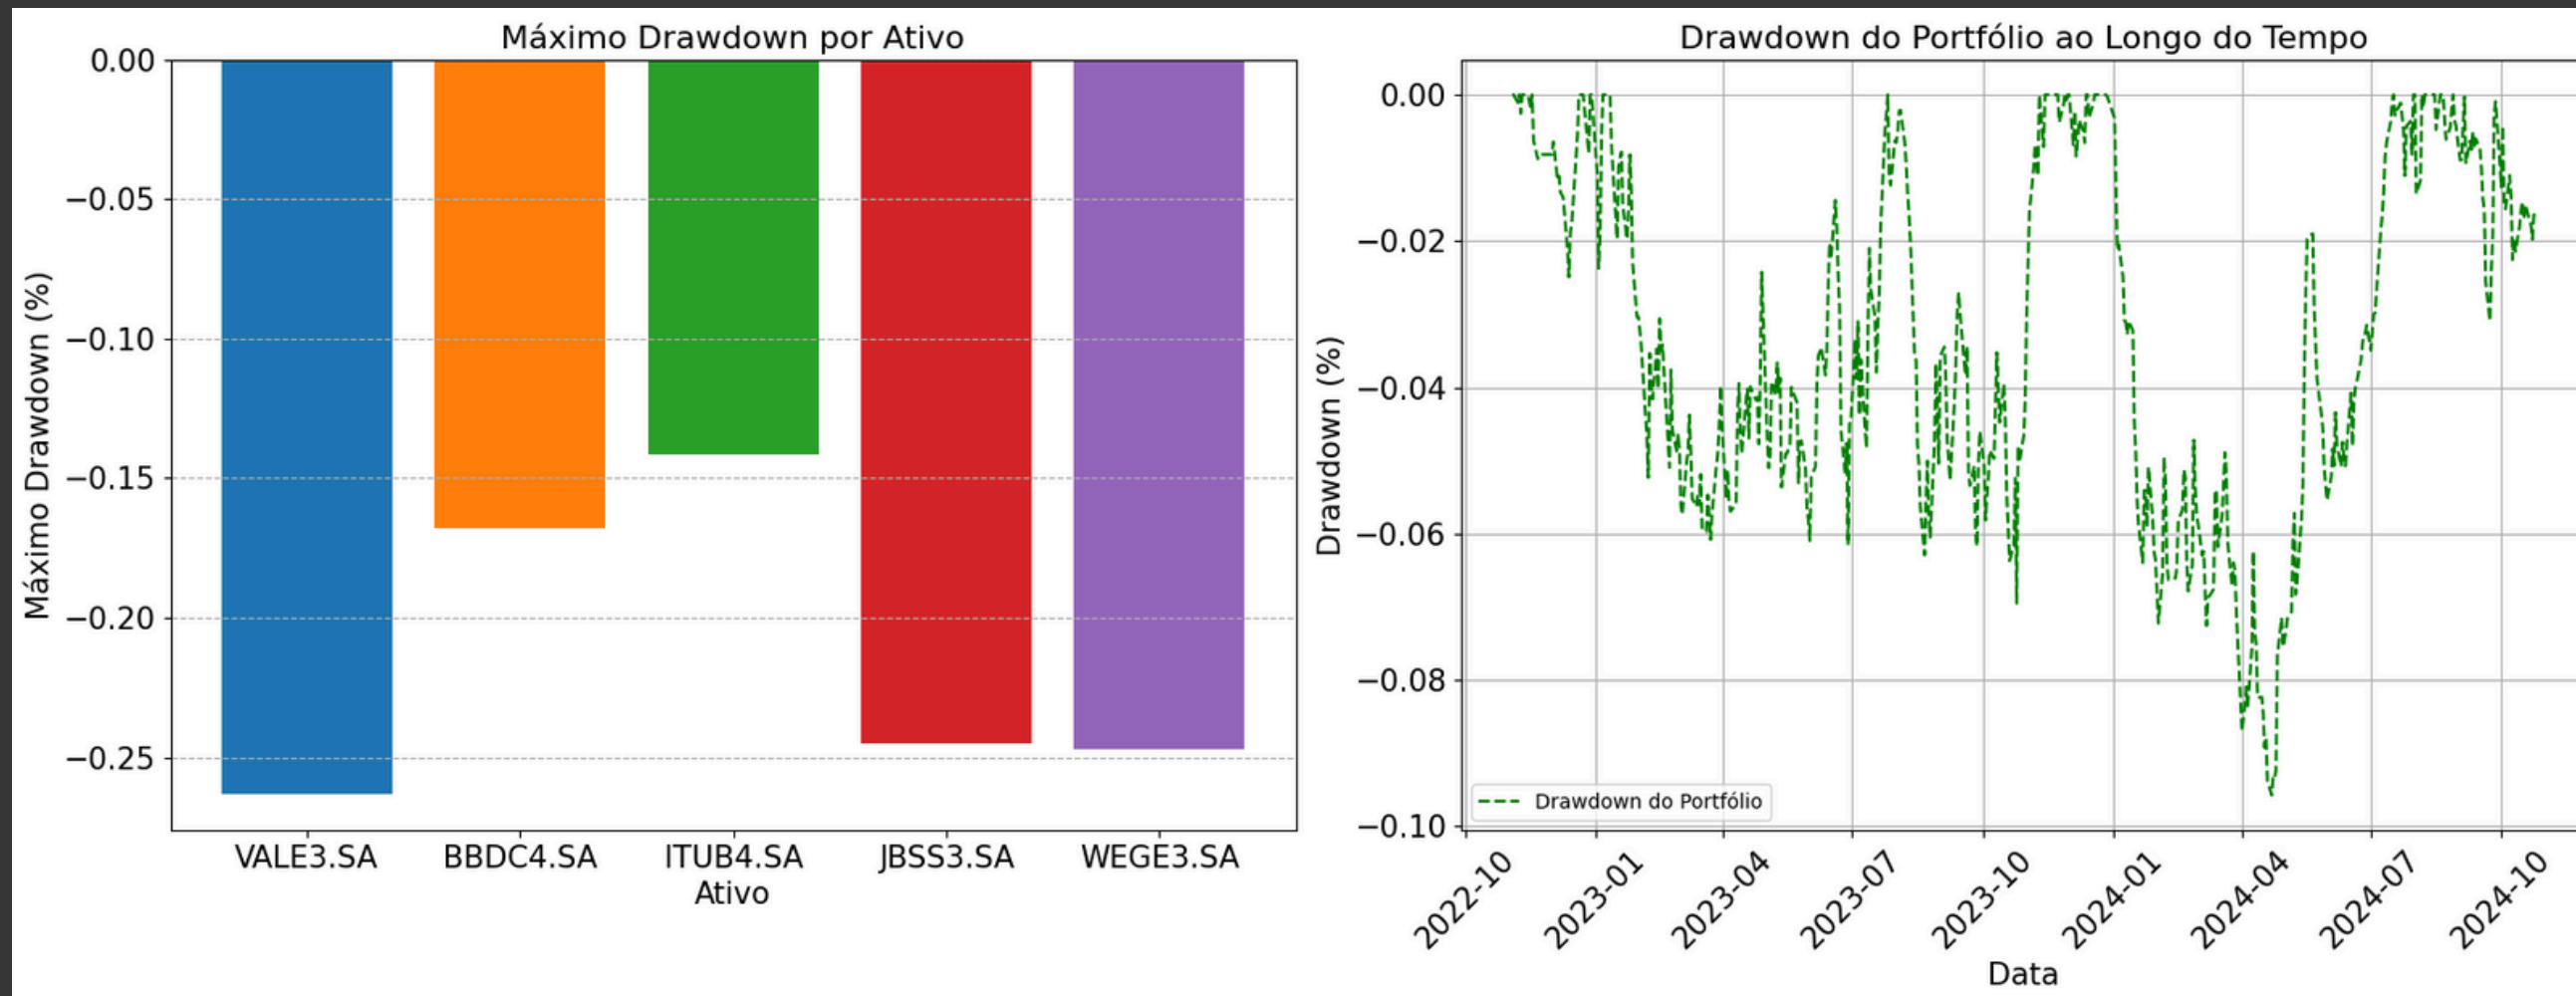 Máximo Drawdown por Ativo
Máximo Drawdown (%)
0.00
−0.05
−0.10
−0.15
−0.20
−0.25
VALE3.SA BBDC4.SA ITUB4.SA JBSS3.SA WEGE3.SA
Ativo
Drawdown do Portfólio ao Longo do Tempo
Drawdown (%)
0.00
−0.02
−0.04
−0.06
−0.08
−0.10
Drawdown do Portfólio
2022-10 2023-01 2023-04 2023-07 2023-10 2024-01 2024-04 2024-07 2024-10
Data